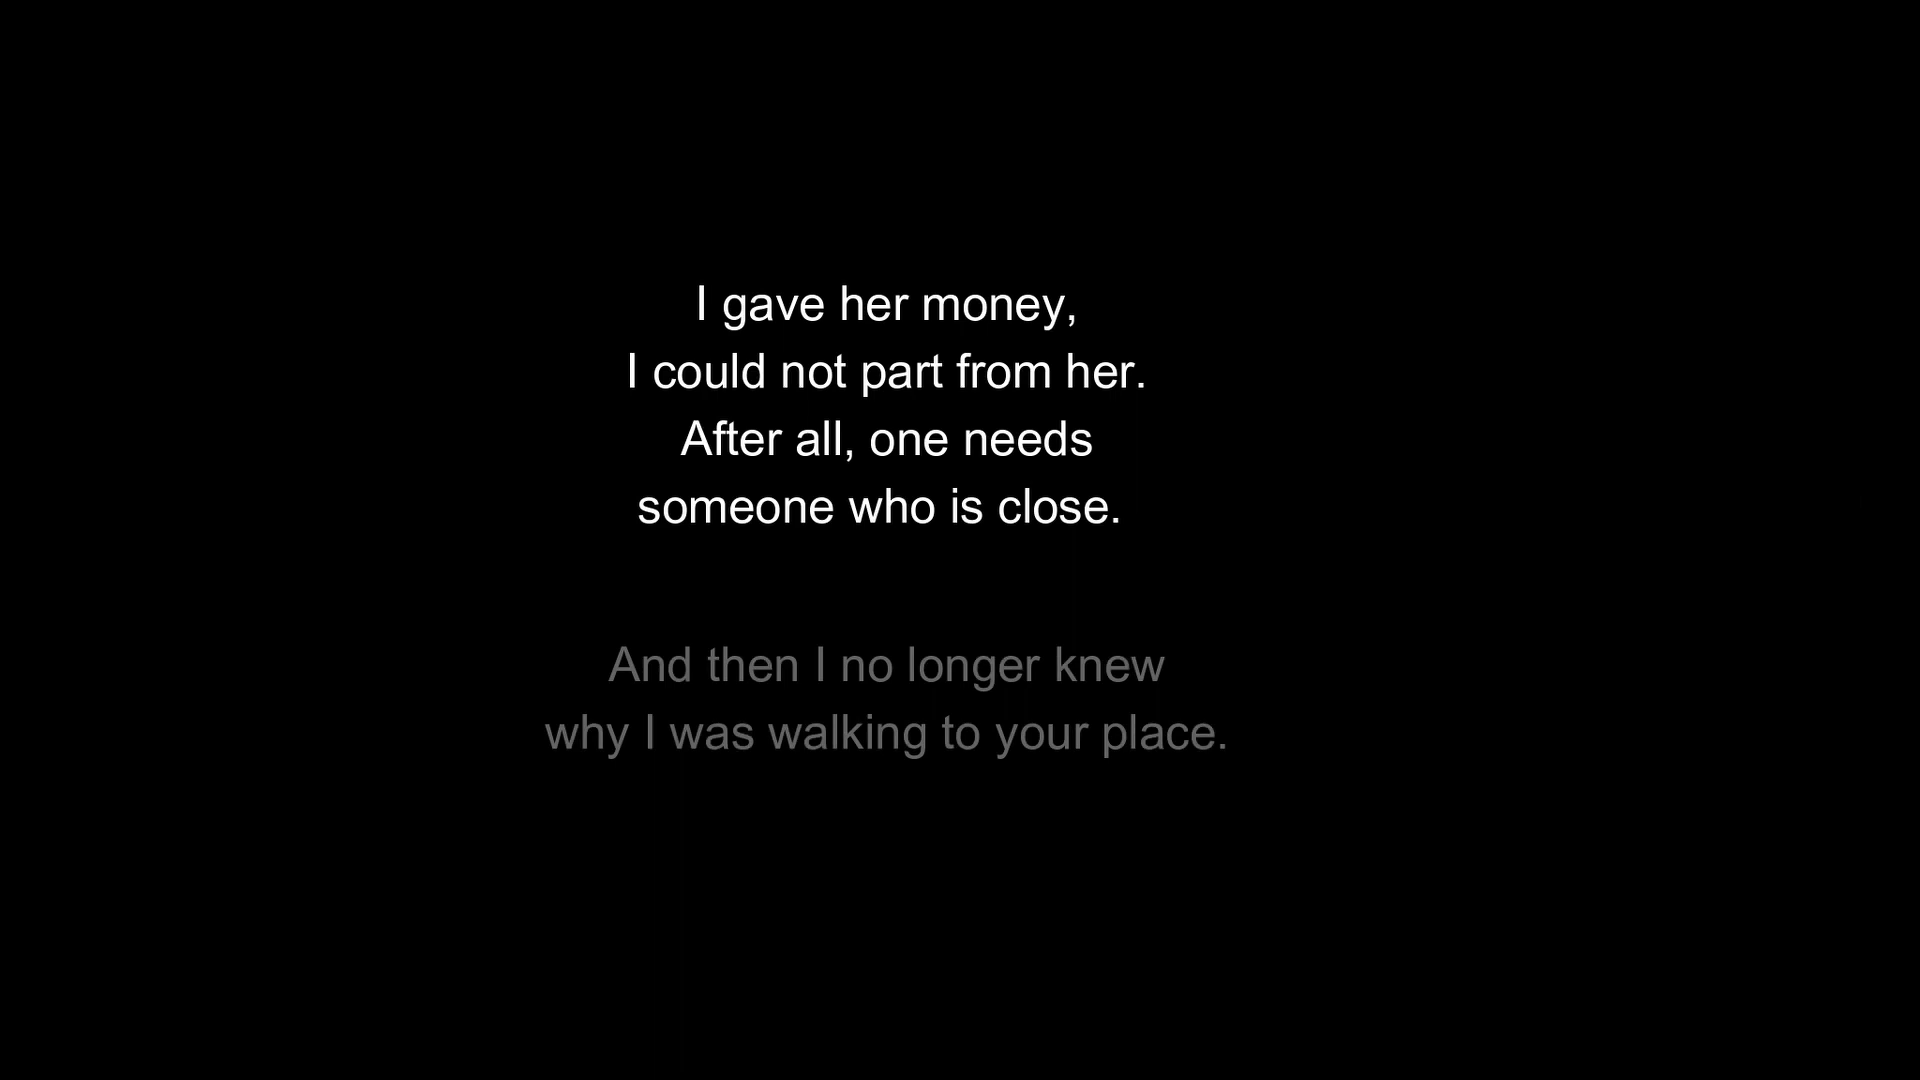 I gave her money,
I could not part from her.
After all, one needs
someone who is close.
And then I no longer knew
why I was walking to your place.